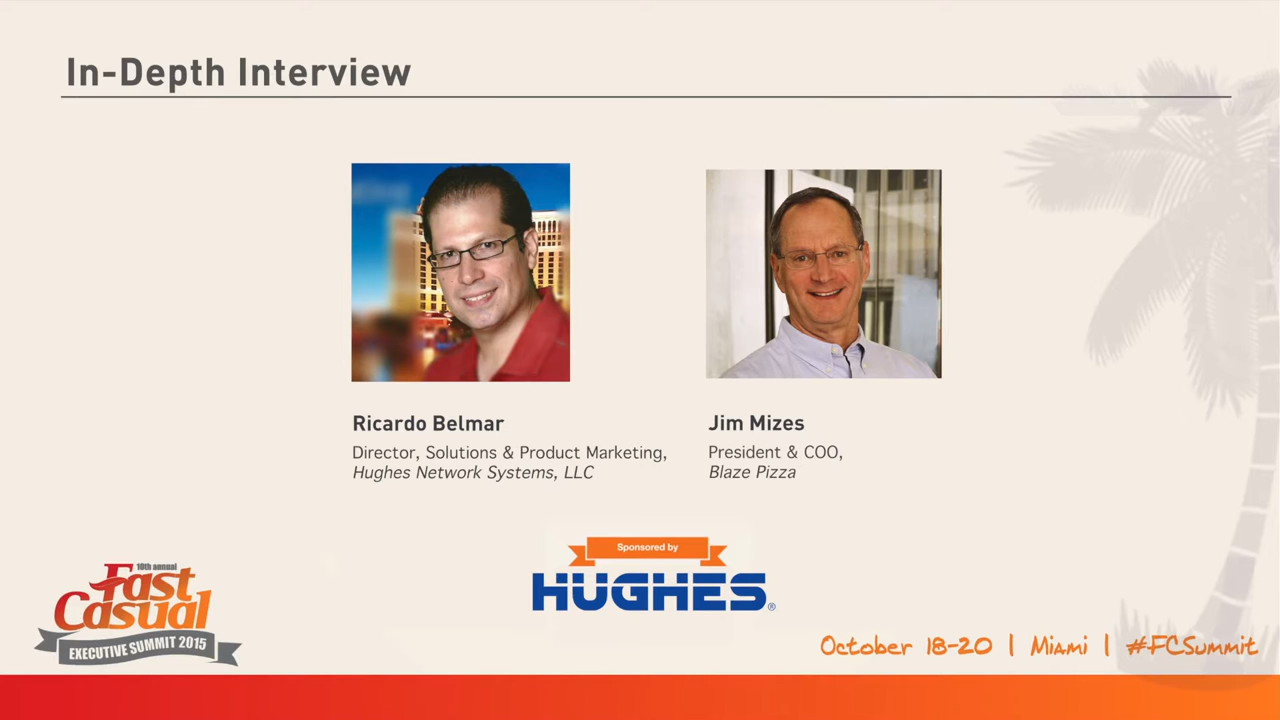 In-Depth Interview
Ricardo Belmar
Director, Solutions & Product Marketing,
Hughes Network Systems, LLC
Jim Mizes
President & COO,
Blaze Pizza
Sponsored by
HUGHES®
10th annual
Fast
Casual
EXECUTIVE SUMMIT 2015
October 18-20 | Miami | #FCSummit